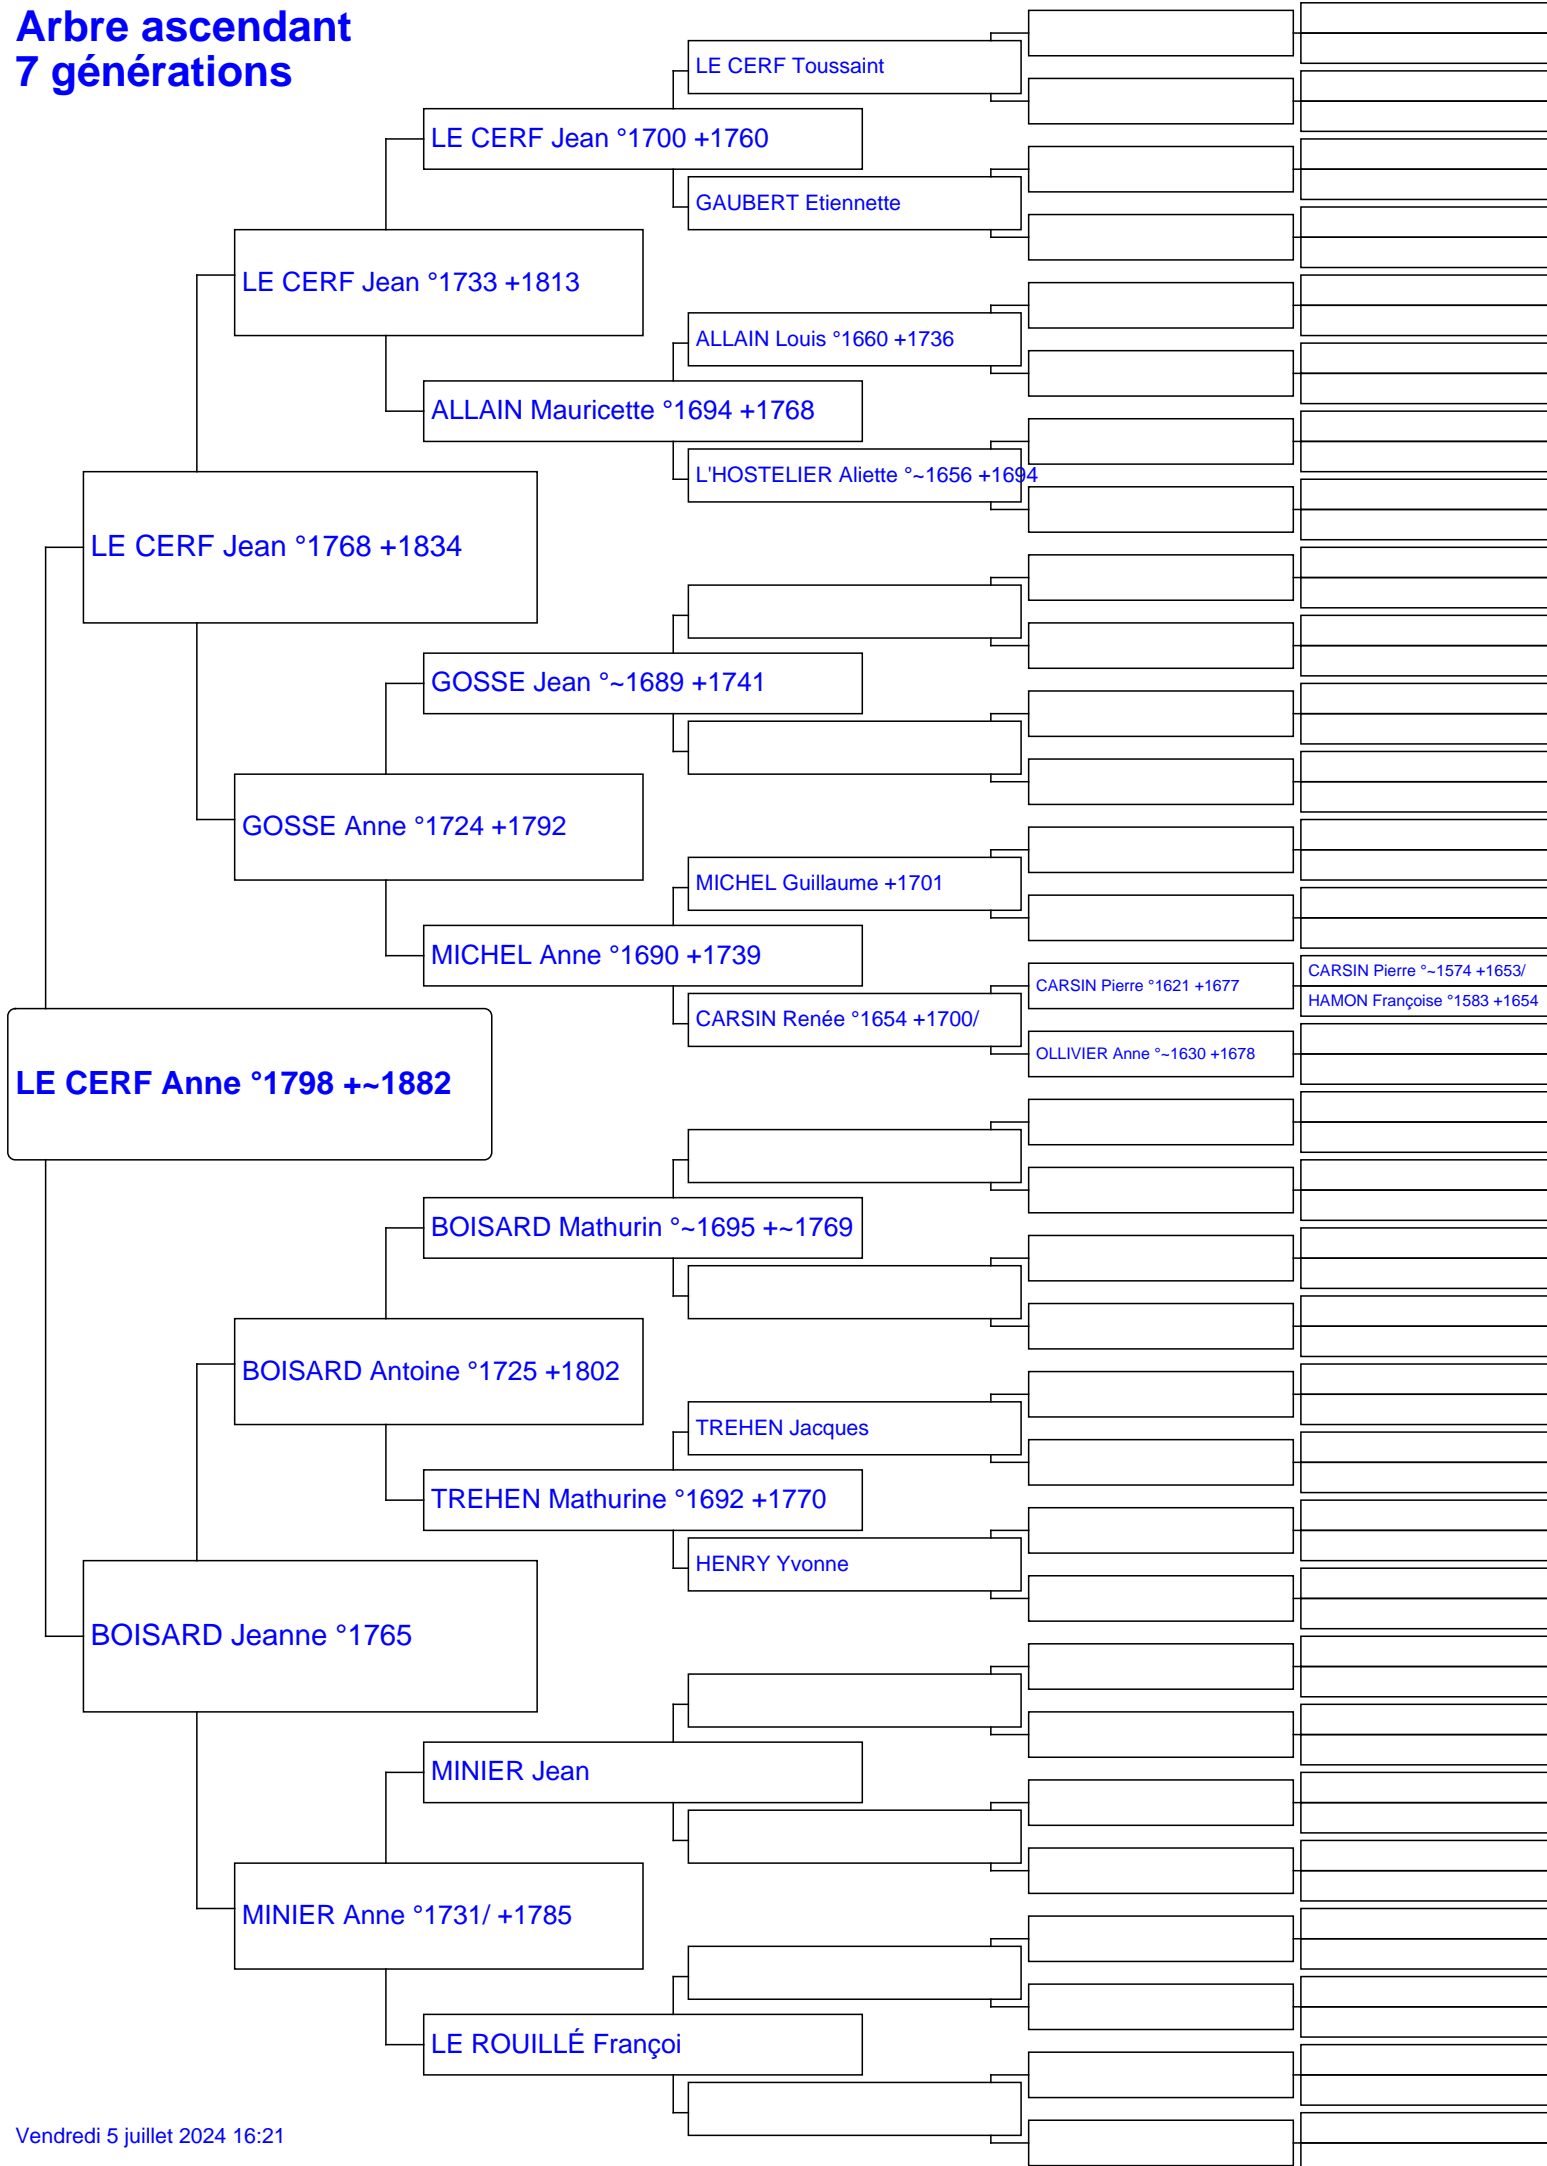 Arbre ascendant
7 générations
LE CERF Toussaint
LE CERF Jean °1700 +1760
GAUBERT Etiennette
LE CERF Jean °1733 +1813
ALLAIN Louis °1660 +1736
ALLAIN Mauricette °1694 +1768
L'HOSTELIER Aliette °~1656 +1694
LE CERF Jean °1768 +1834
GOSSE Jean °~1689 +1741
GOSSE Anne °1724 +1792
MICHEL Guillaume +1701
MICHEL Anne °1690 +1739
CARSIN Pierre °~1574 +1653/
CARSIN Pierre °1621 +1677
HAMON Françoise °1583 +1654
CARSIN Renée °1654 +1700/
OLLIVIER Anne °~1630 +1678
LE CERF Anne °1798 +~1882
BOISARD Mathurin °~1695 +~1769
BOISARD Antoine °1725 +1802
TREHEN Jacques
TREHEN Mathurine °1692 +1770
HENRY Yvonne
BOISARD Jeanne °1765
MINIER Jean
MINIER Anne °1731/ +1785
LE ROUILLÉ Françoi
Vendredi 5 juillet 2024 16:21